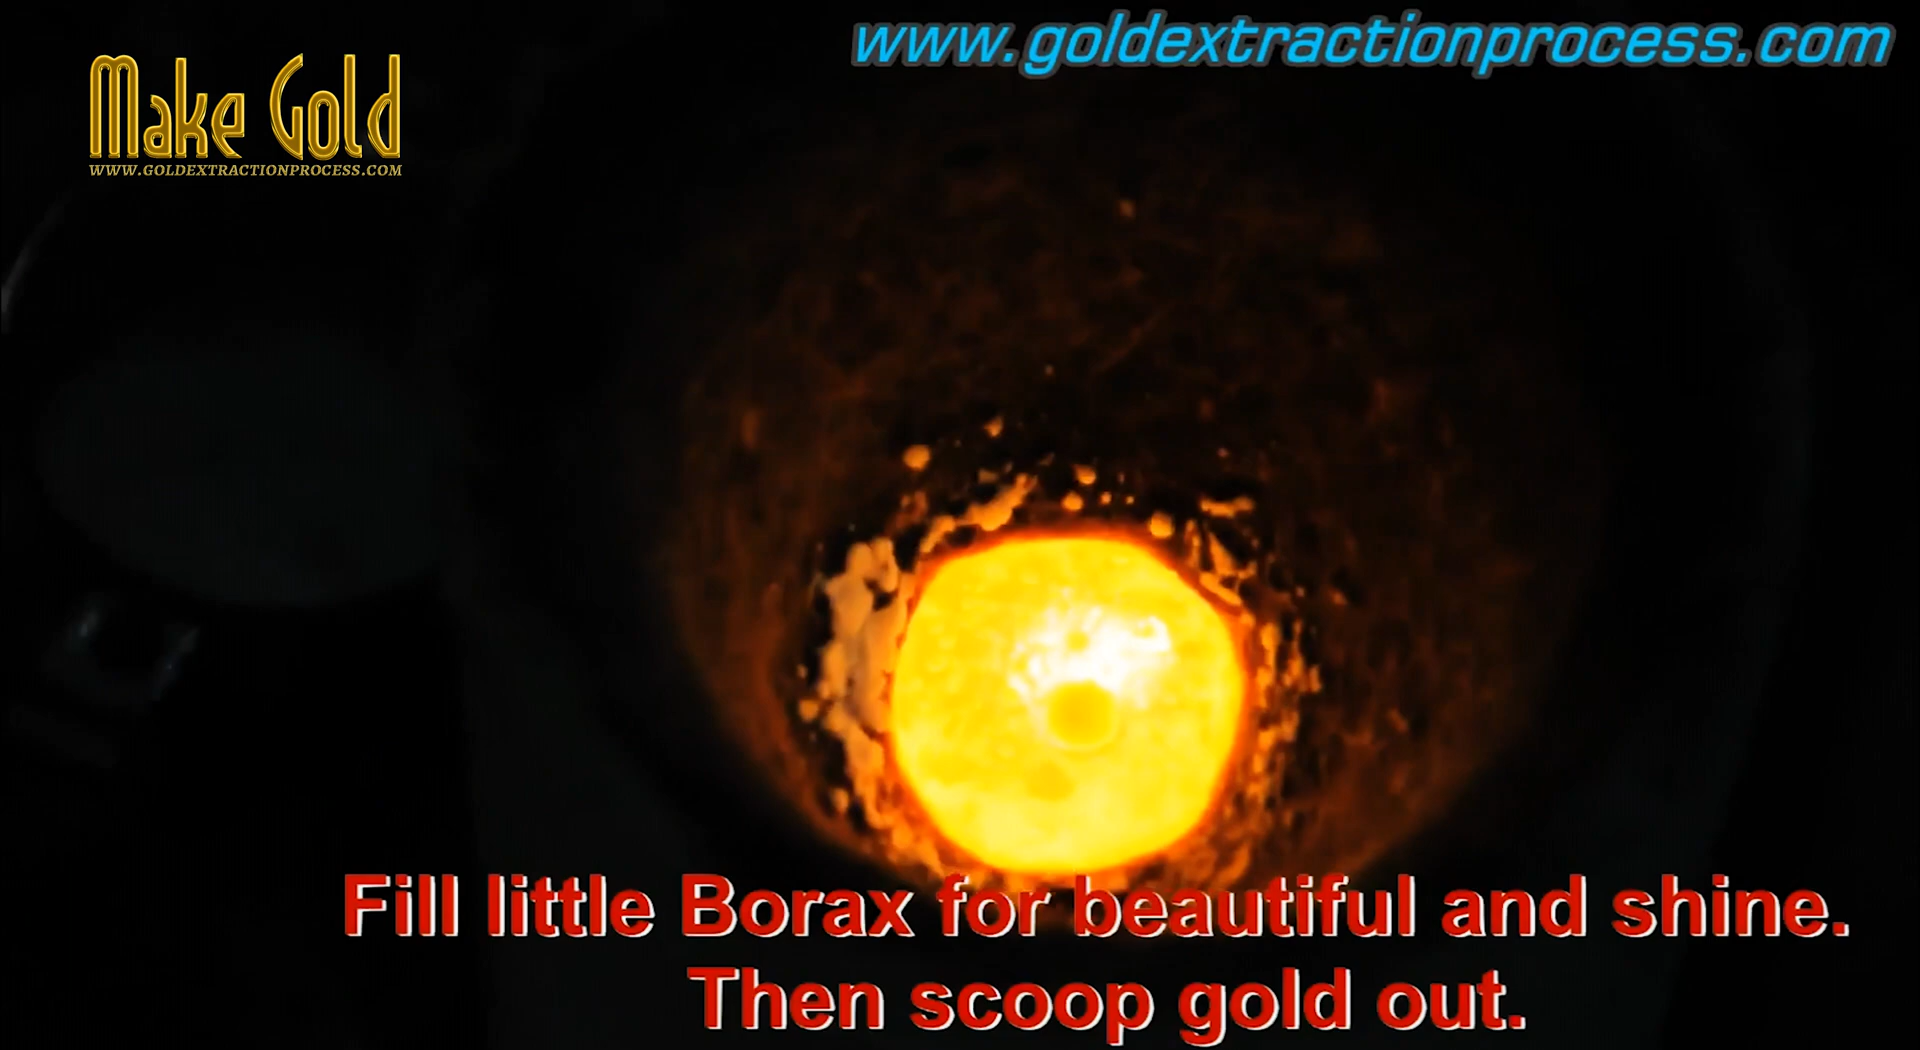 www.goldextractionprocess.com
Make Gold
WWW.GOLDEXTRACTIONPROCESS.COM
Fill little Borax for beautiful and shine.
Then scoop gold out.